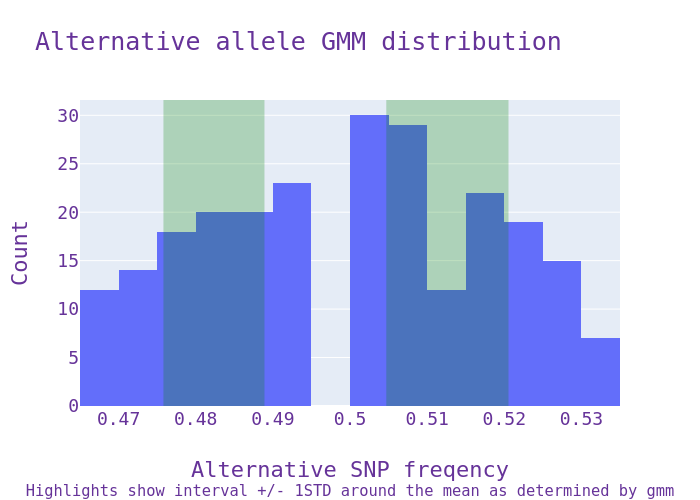 Alternative allele GMM distribution
30
25
20
15
10
5
0
Count
0.47 0.48 0.49 0.5 0.51 0.52 0.53
Alternative SNP freqency
Highlights show interval +/- 1STD around the mean as determined by gmm